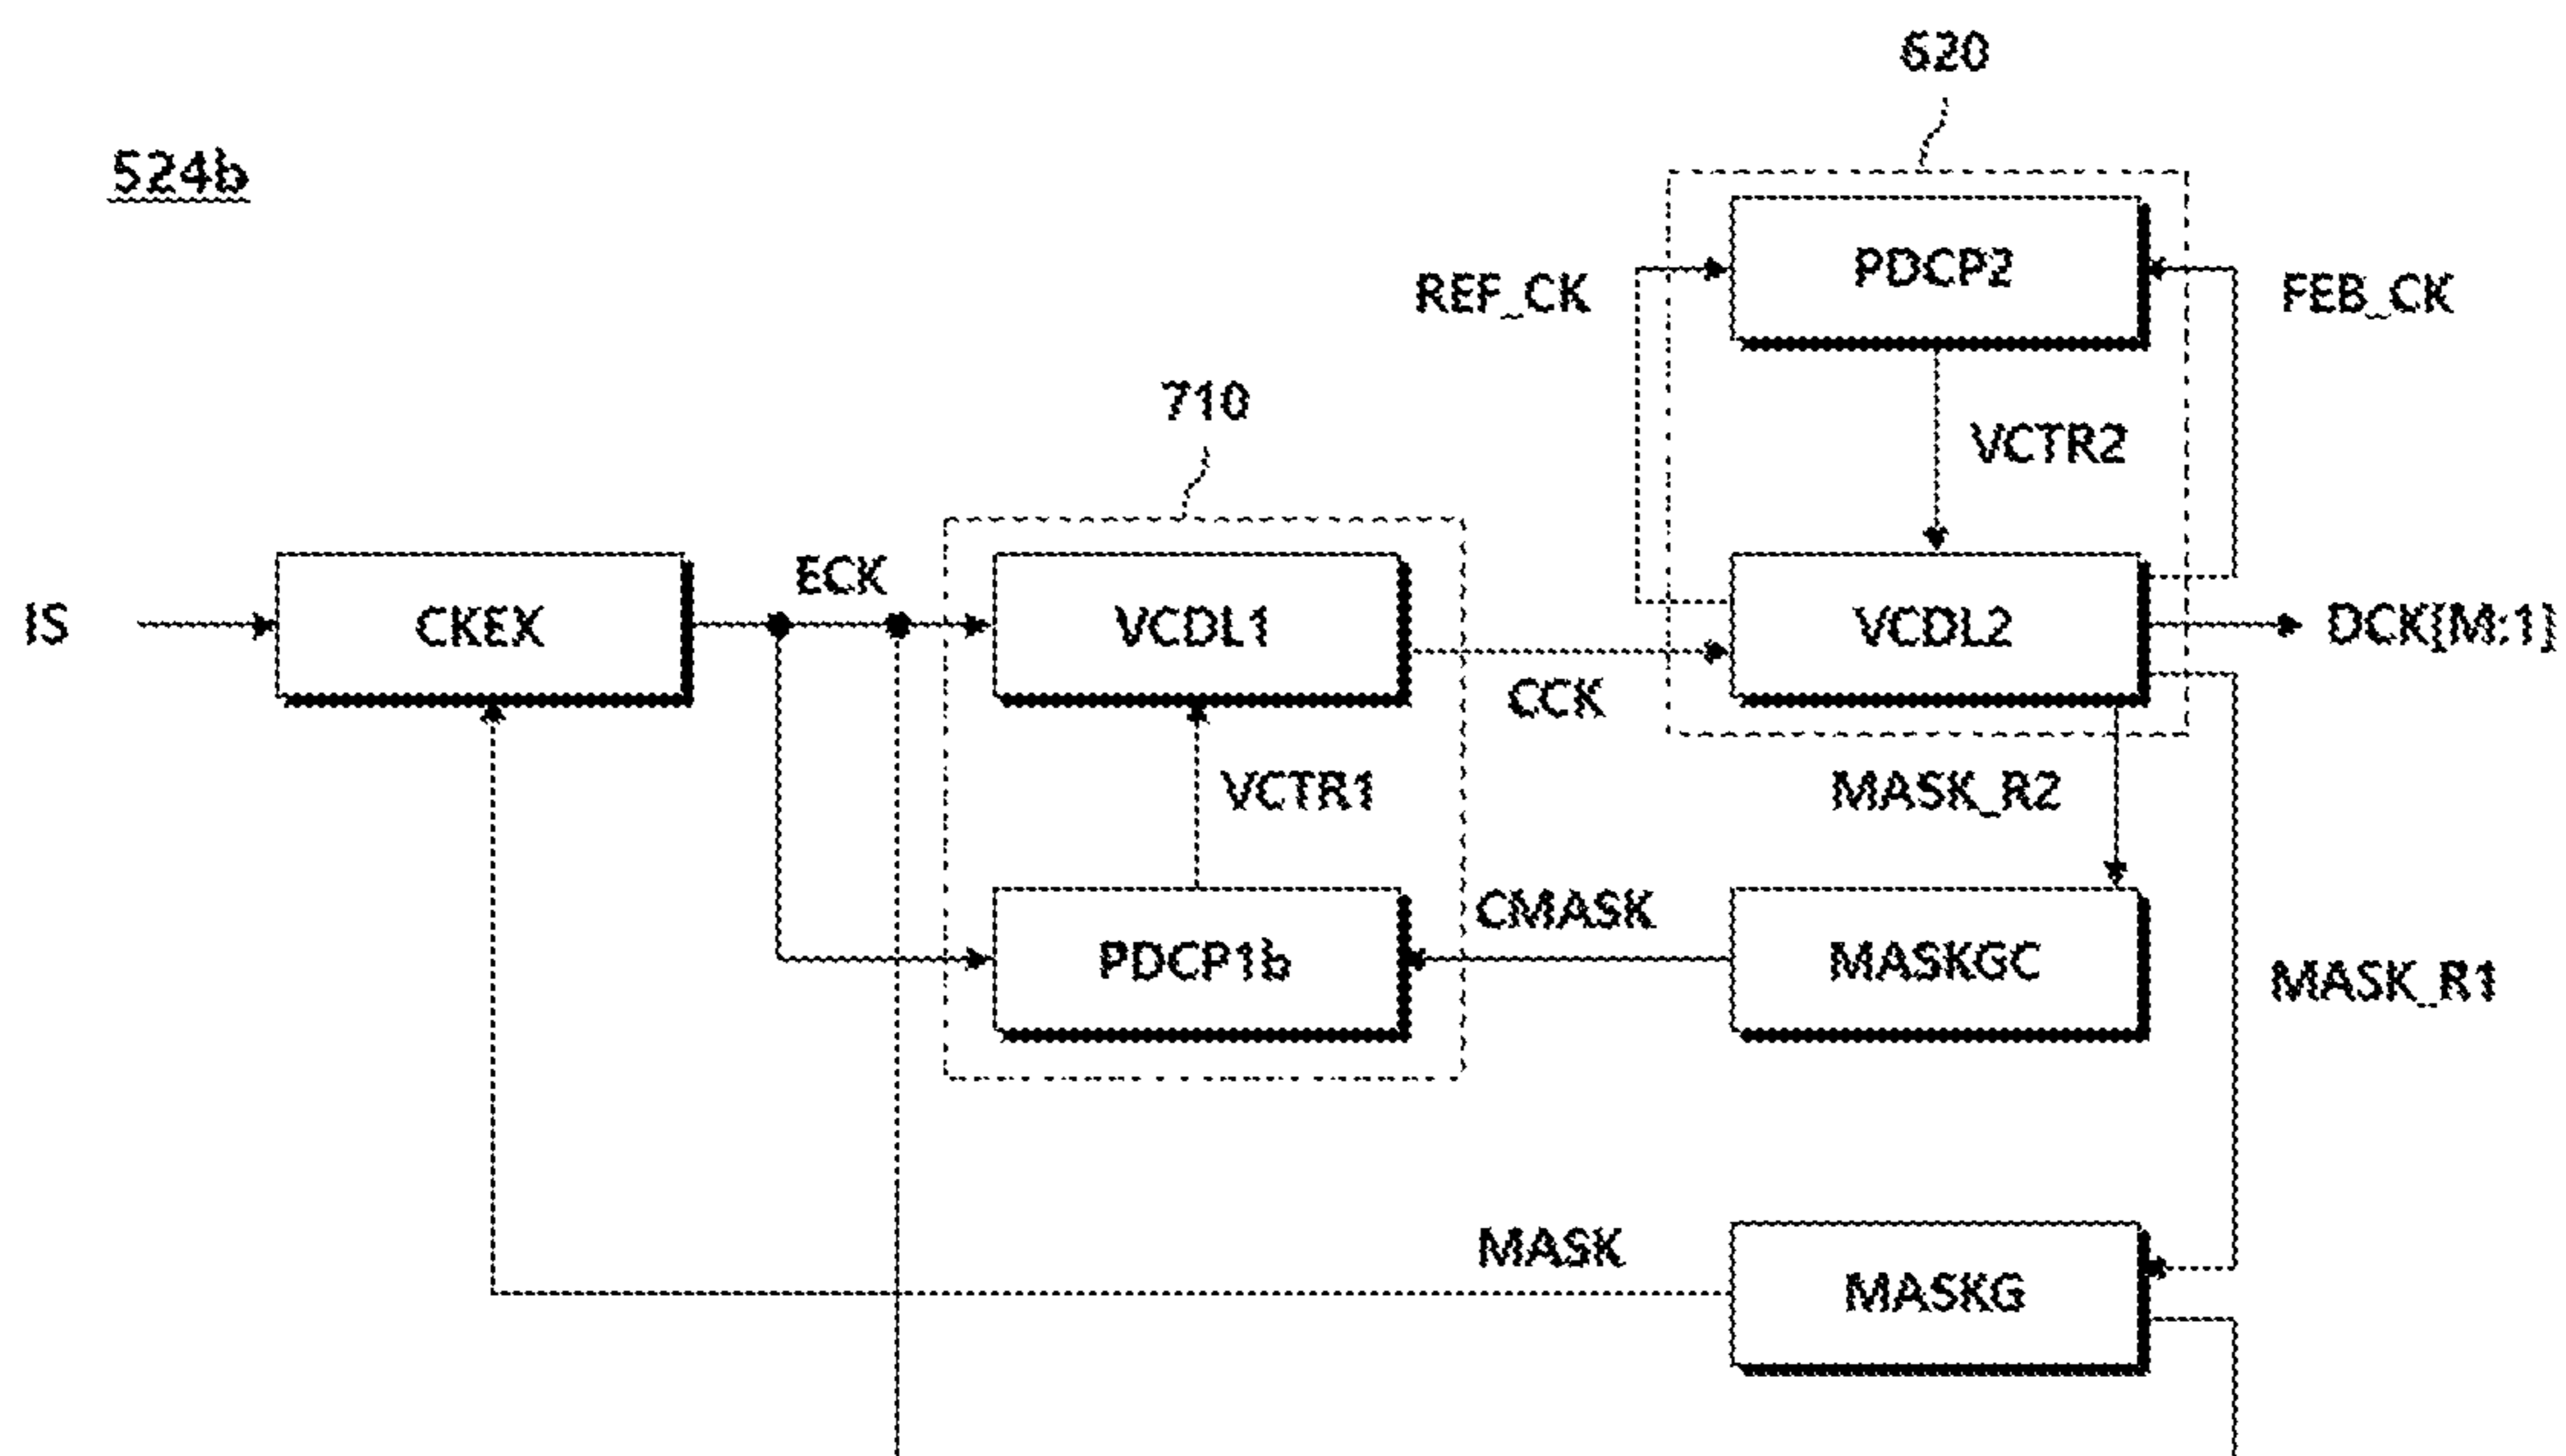 620
524b
PDCP2
REF_CK
FEB_CK
710
VCTR2
ECK
IS
CKEX
VCDL1
VCDL2
DCK[M:1]
CCK
VCTR1
MASK_R2
CMASK
PDCP1b
MASKGC
MASK_R1
MASK
MASKG